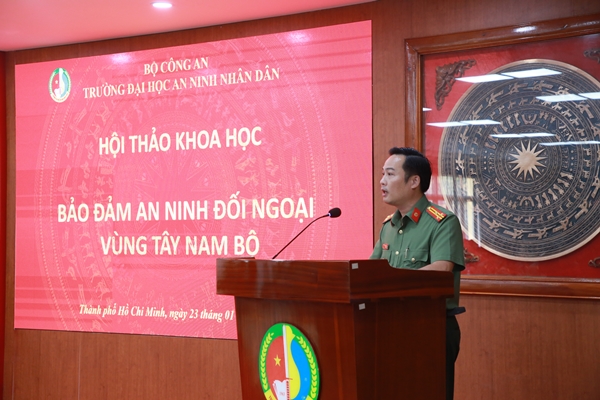 BỘ CÔNG AN
TRƯỜNG ĐẠI HỌC AN NINH NHÂN DÂN
HỘI THẢO KHOA HỌC
BẢO ĐẢM AN NINH ĐỐI NGOẠI
VÙNG TÂY NAM BỘ
Thành phố Hồ Chí Minh, ngày 23 tháng 01